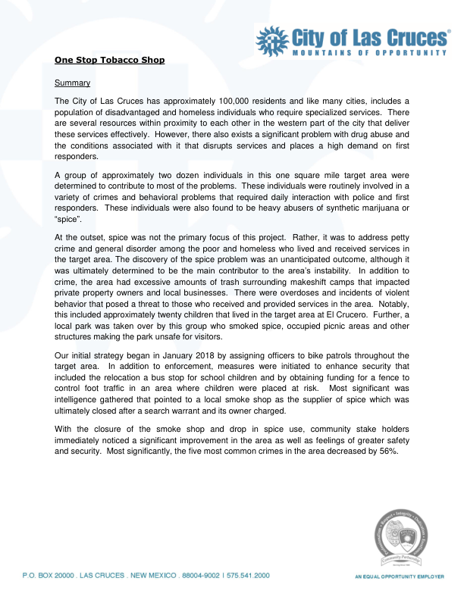 City of Las Cruces®
MOUNTAINS OF OPPORTUNITY
One Stop Tobacco Shop
Summary
The City of Las Cruces has approximately 100,000 residents and like many cities, includes a
population of disadvantaged and homeless individuals who require specialized services. There
are several resources within proximity to each other in the western part of the city that deliver
these services effectively. However, there also exists a significant problem with drug abuse and
the conditions associated with it that disrupts services and places a high demand on first
responders.
A group of approximately two dozen individuals in this one square mile target area were
determined to contribute to most of the problems. These individuals were routinely involved in a
variety of crimes and behavioral problems that required daily interaction with police and first
responders. These individuals were also found to be heavy abusers of synthetic marijuana or
“spice”.
At the outset, spice was not the primary focus of this project. Rather, it was to address petty
crime and general disorder among the poor and homeless who lived and received services in
the target area. The discovery of the spice problem was an unanticipated outcome, although it
was ultimately determined to be the main contributor to the area’s instability. In addition to
crime, the area had excessive amounts of trash surrounding makeshift camps that impacted
private property owners and local businesses. There were overdoses and incidents of violent
behavior that posed a threat to those who received and provided services in the area. Notably,
this included approximately twenty children that lived in the target area at El Crucero. Further, a
local park was taken over by this group who smoked spice, occupied picnic areas and other
structures making the park unsafe for visitors.
Our initial strategy began in January 2018 by assigning officers to bike patrols throughout the
target area. In addition to enforcement, measures were initiated to enhance security that
included the relocation a bus stop for school children and by obtaining funding for a fence to
control foot traffic in an area where children were placed at risk. Most significant was
intelligence gathered that pointed to a local smoke shop as the supplier of spice which was
ultimately closed after a search warrant and its owner charged.
With the closure of the smoke shop and drop in spice use, community stake holders
immediately noticed a significant improvement in the area as well as feelings of greater safety
and security. Most significantly, the five most common crimes in the area decreased by 56%.
P.O. BOX 20000 . LAS CRUCES . NEW MEXICO . 88004-9002 | 575.541.2000
AN EQUAL OPPORTUNITY EMPLOYER